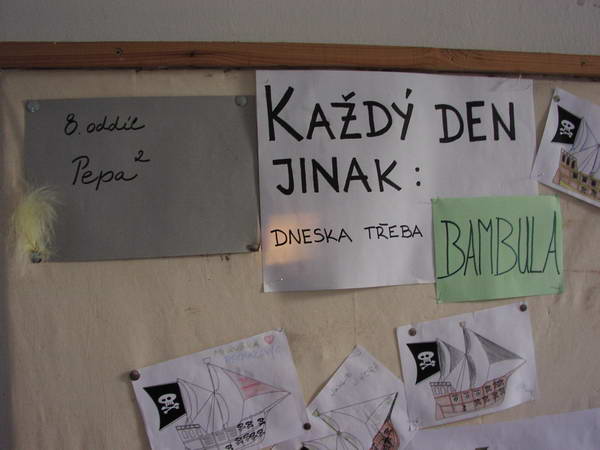 8. oddíl
Pepa²
KAŽDÝ DEN
JINAK:
DNESKA TŘEBA
BAMBULA